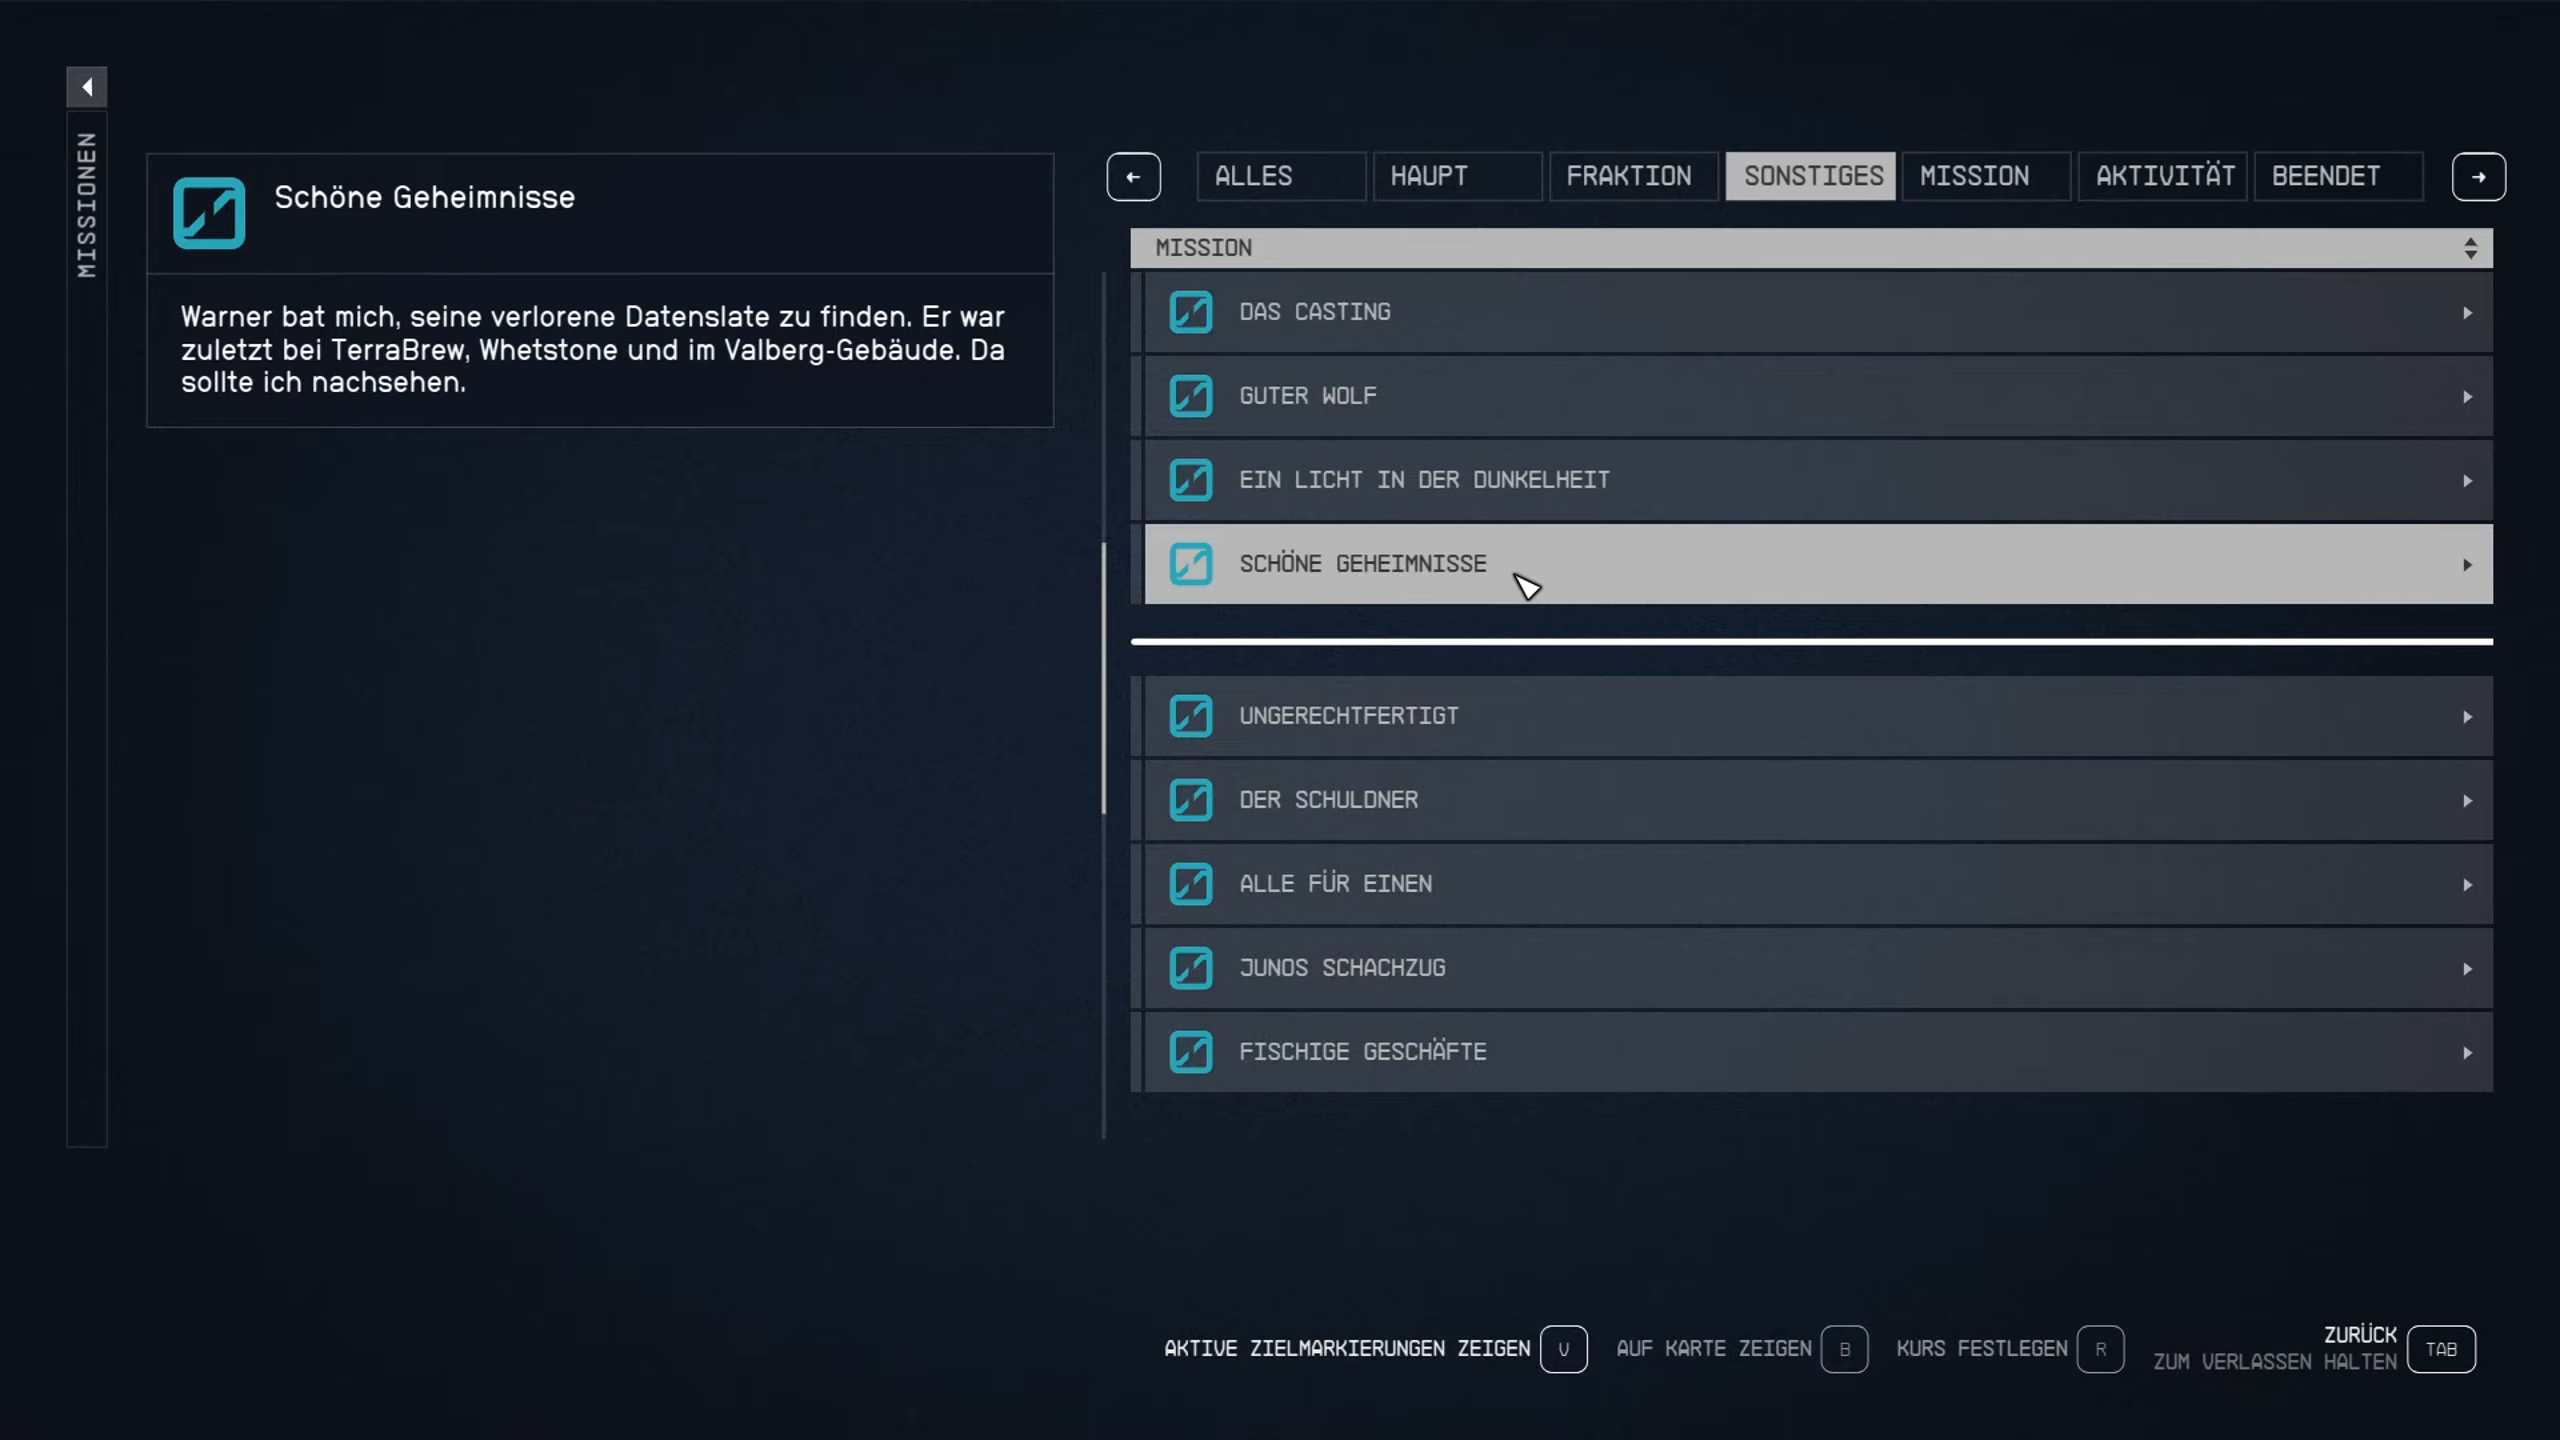 MISSIONEN
Schöne Geheimnisse
Warner bat mich, seine verlorene Datenslate zu finden. Er war
zuletzt bei TerraBrew, Whetstone und im Valberg-Gebäude. Da
sollte ich nachsehen.
ALLES
HAUPT
FRAKTION
SONSTIGES
MISSION
AKTIVITÄT
BEENDET
MISSION
DAS CASTING
GUTER WOLF
EIN LICHT IN DER DUNKELHEIT
SCHÖNE GEHEIMNISSE
UNGERECHTFERTIGT
DER SCHULDNER
ALLE FÜR EINEN
JUNOS SCHACHZUG
FISCHIGE GESCHÄFTE
AKTIVE ZIELMARKIERUNGEN ZEIGEN V
AUF KARTE ZEIGEN B
KURS FESTLEGEN R
ZURÜCK
ZUM VERLASSEN HALTEN TAB